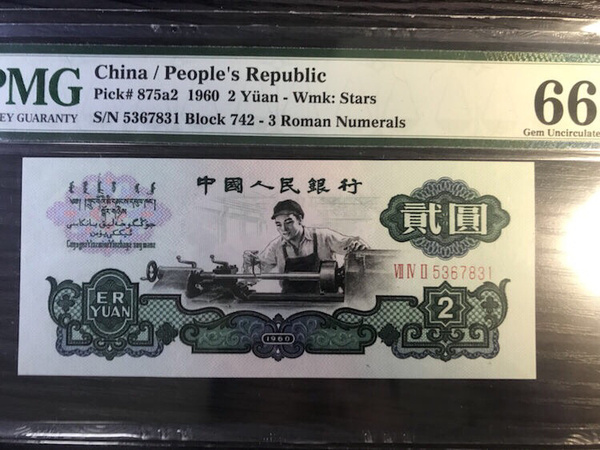 PMG
China / People's Republic
Pick# 875a2 1960 2 Yüan - Wmk: Stars
S/N 5367831 Block 742 - 3 Roman Numerals
EY GUARANTY
66
Gem Uncirculate
中國人民銀行
貳圓
VII IV II 5367831
ER
YUAN
2
1960